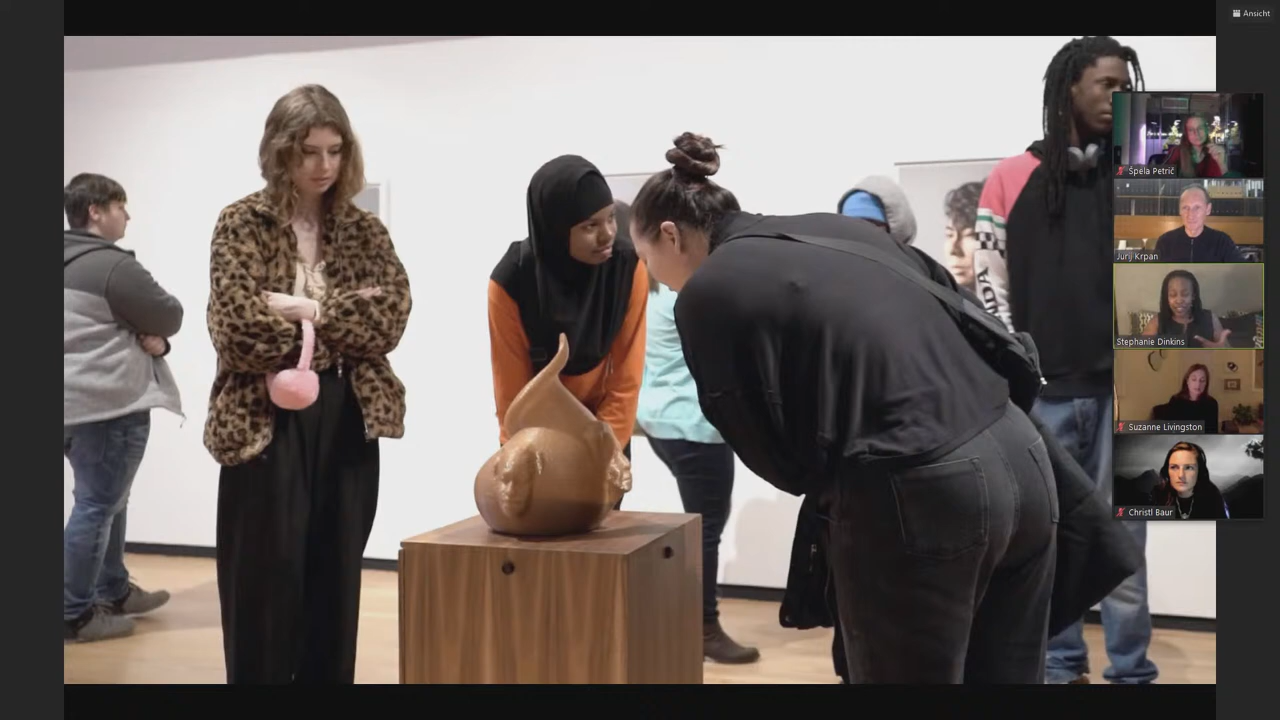 Ansicht
Špela Petrič
Jurij Krpan
Stephanie Dinkins
Suzanne Livingston
Christl Baur